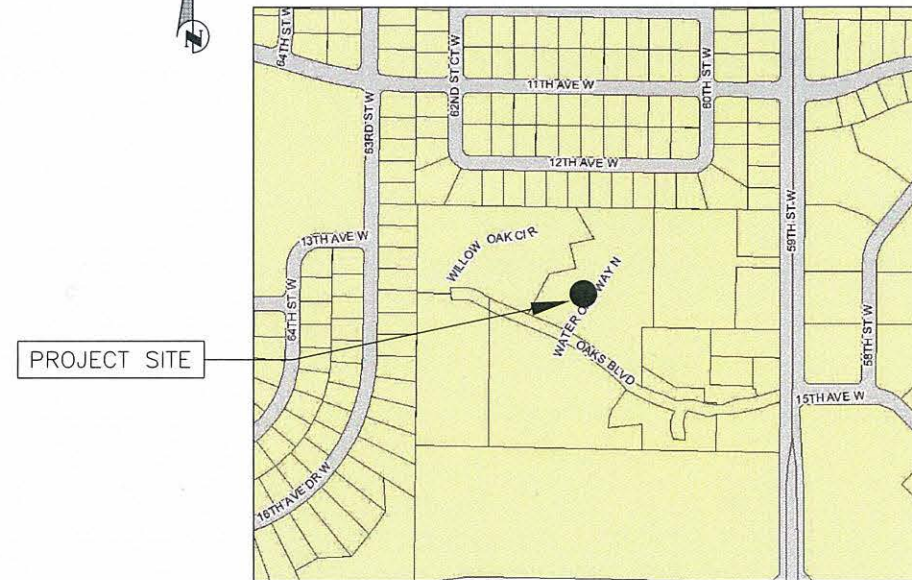 N
64TH ST W
63RD ST W
62ND ST CT W
11TH AVE W
60TH ST W
12TH AVE W
59TH ST W
13TH AVE W
64TH ST W
WILLOW OAK CIR
WATER WAY N
OAKS BLVD
58TH ST W
15TH AVE W
16TH AVE DR W
PROJECT SITE